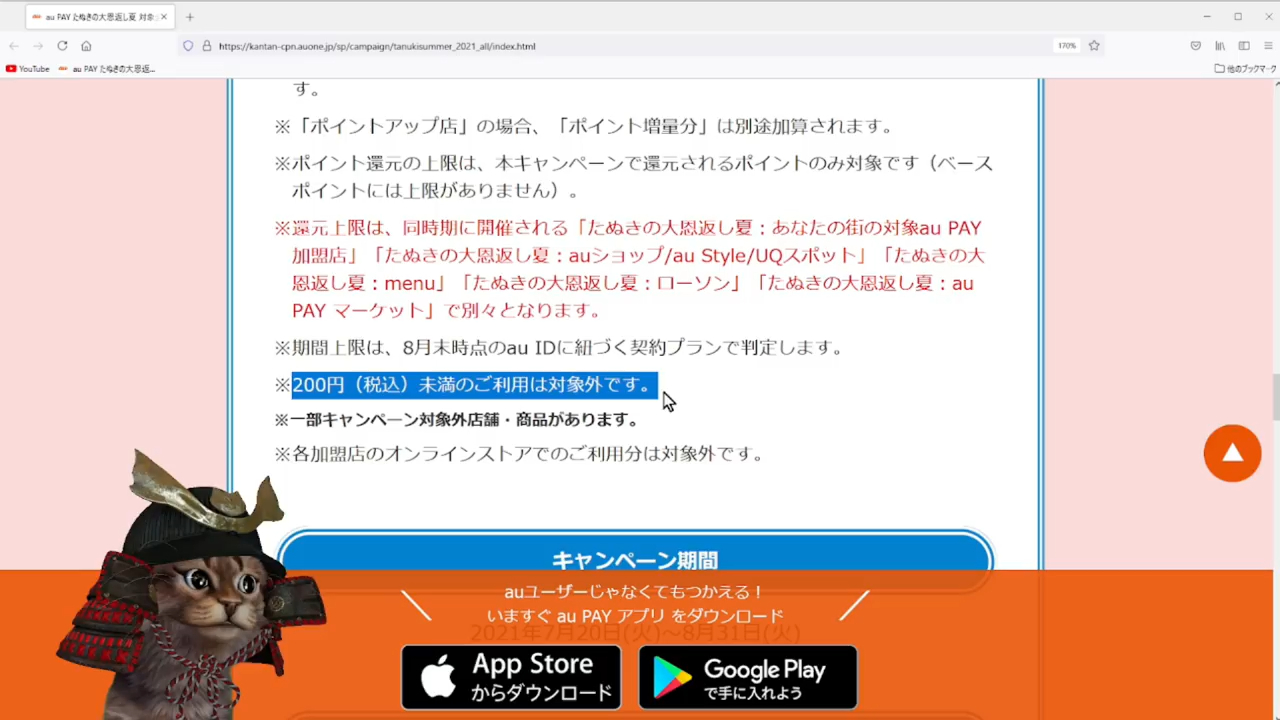 au PAY たぬきの大恩返し夏 対象
https://kantan-cpn.auone.jp/sp/campaign/tanukisummer_2021_all/index.html
170%
YouTube
au PAY たぬきの大恩返...
他のブックマーク
す。
※「ポイントアップ店」の場合、「ポイント増量分」は別途加算されます。
※ポイント還元の上限は、本キャンペーンで還元されるポイントのみ対象です（ベース
ポイントには上限がありません）。
※還元上限は、同時期に開催される「たぬきの大恩返し夏：あなたの街の対象au PAY
加盟店」「たぬきの大恩返し夏：auショップ/au Style/UQスポット」「たぬきの大
恩返し夏：menu」「たぬきの大恩返し夏：ローソン」「たぬきの大恩返し夏：au
PAY マーケット」で別々となります。
※期間上限は、8月末時点のau IDに紐づく契約プランで判定します。
※200円（税込）未満のご利用は対象外です。
※一部キャンペーン対象外店舗・商品があります。
※各加盟店のオンラインストアでのご利用分は対象外です。
キャンペーン期間
auユーザーじゃなくてもつかえる！
いますぐ au PAY アプリ をダウンロード
2021年7月20日(火)～8月31日(火)
App Store
からダウンロード
Google Play
で手に入れよう